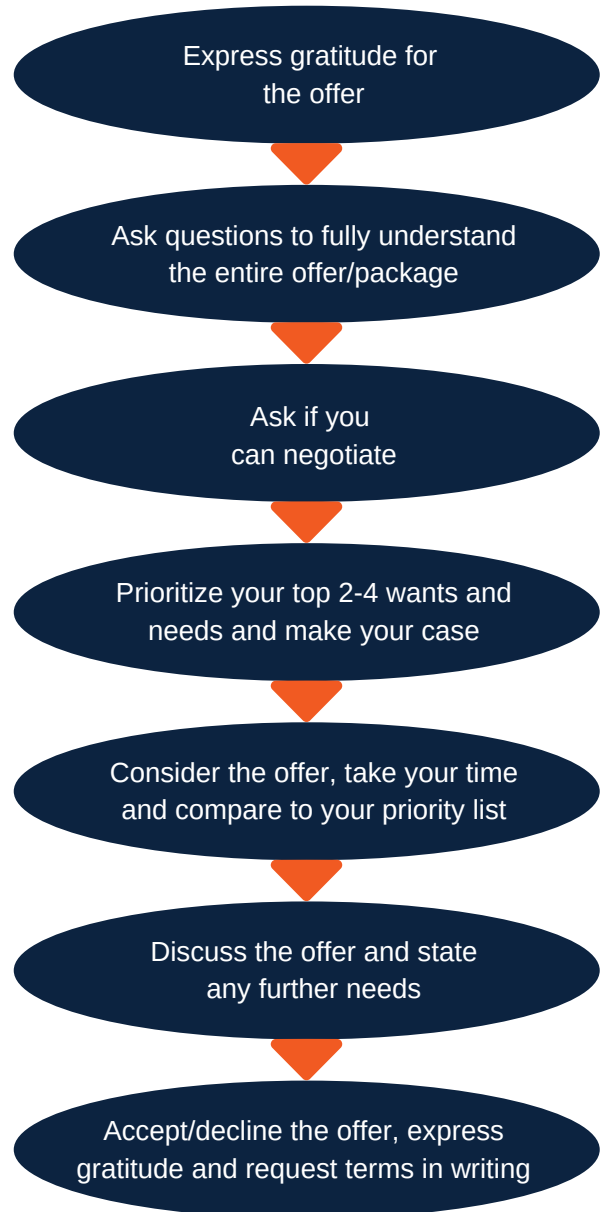 Express gratitude for
the offer
Ask questions to fully understand
the entire offer/package
Ask if you
can negotiate
Prioritize your top 2-4 wants and
needs and make your case
Consider the offer, take your time
and compare to your priority list
Discuss the offer and state
any further needs
Accept/decline the offer, express
gratitude and request terms in writing